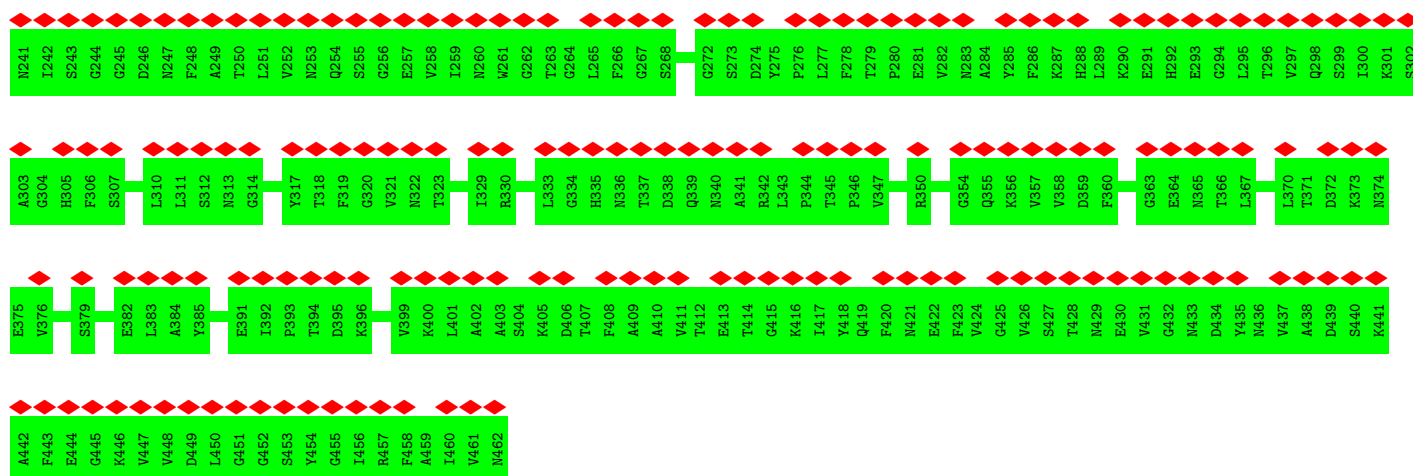 N241 I242 S243 G244 G245 D246 N247 F248 A249 T250 L251 V252 N253 Q254 S255 G256 E257 V258 I259 N260 W261 G262 T263 G264 L265 F266 G267 S268 G272 S273 D274 Y275 P276 L277 F278 T279 P280 E281 V282 N283 A284 Y285 F286 K287 H288 L289 K290 E291 H292 E293 G294 L295 T296 V297 Q298 S299 I300 K301 S302
A303 G304 H305 F306 S307 L310 L311 S312 N313 G314 Y317 T318 F319 G320 V321 N322 T323 I329 R330 L333 G334 H335 N336 T337 D338 Q339 N340 A341 R342 L343 P344 T345 P346 V347 R350 G354 Q355 K356 V357 V358 D359 F360 G363 E364 N365 T366 L367 L370 T371 D372 K373 N374
E375 V376 S379 E382 L383 A384 Y385 E391 I392 P393 T394 D395 K396 V399 K400 L401 A402 A403 S404 K405 D406 T407 F408 A409 A410 V411 T412 E413 T414 G415 K416 I417 Y418 Q419 F420 N421 E422 F423 V424 G425 V426 S427 T428 N429 E430 V431 G432 N433 D434 Y435 N436 V437 A438 D439 S440 K441
A442 F443 E444 G445 K446 V447 V448 D449 L450 G451 G452 S453 Y454 G455 I456 R457 F458 A459 I460 V461 N462